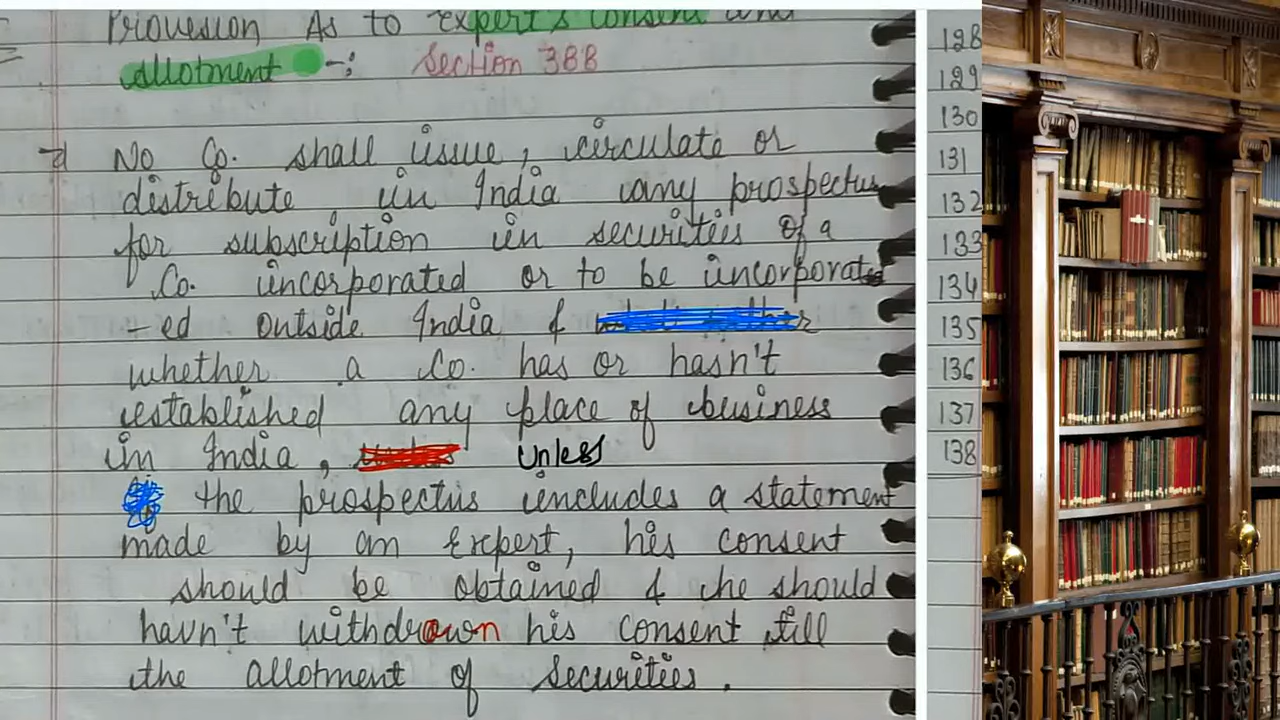 Provision As to Expert's consent and
allotment -: Section 388
No Co. shall issue, circulate or
distribute in India any prospectus
for subscription in securities of a
Co. incorporated or to be incorporat
-ed outside India &
whether a Co. has or hasn't
established any place of business
in India, Unless
the prospectus includes a statement
made by an Expert, his consent
should be obtained & he should
havn't withdrawn his consent till
the allotment of securities.
128
129
130
131
132
133
134
135
136
137
138